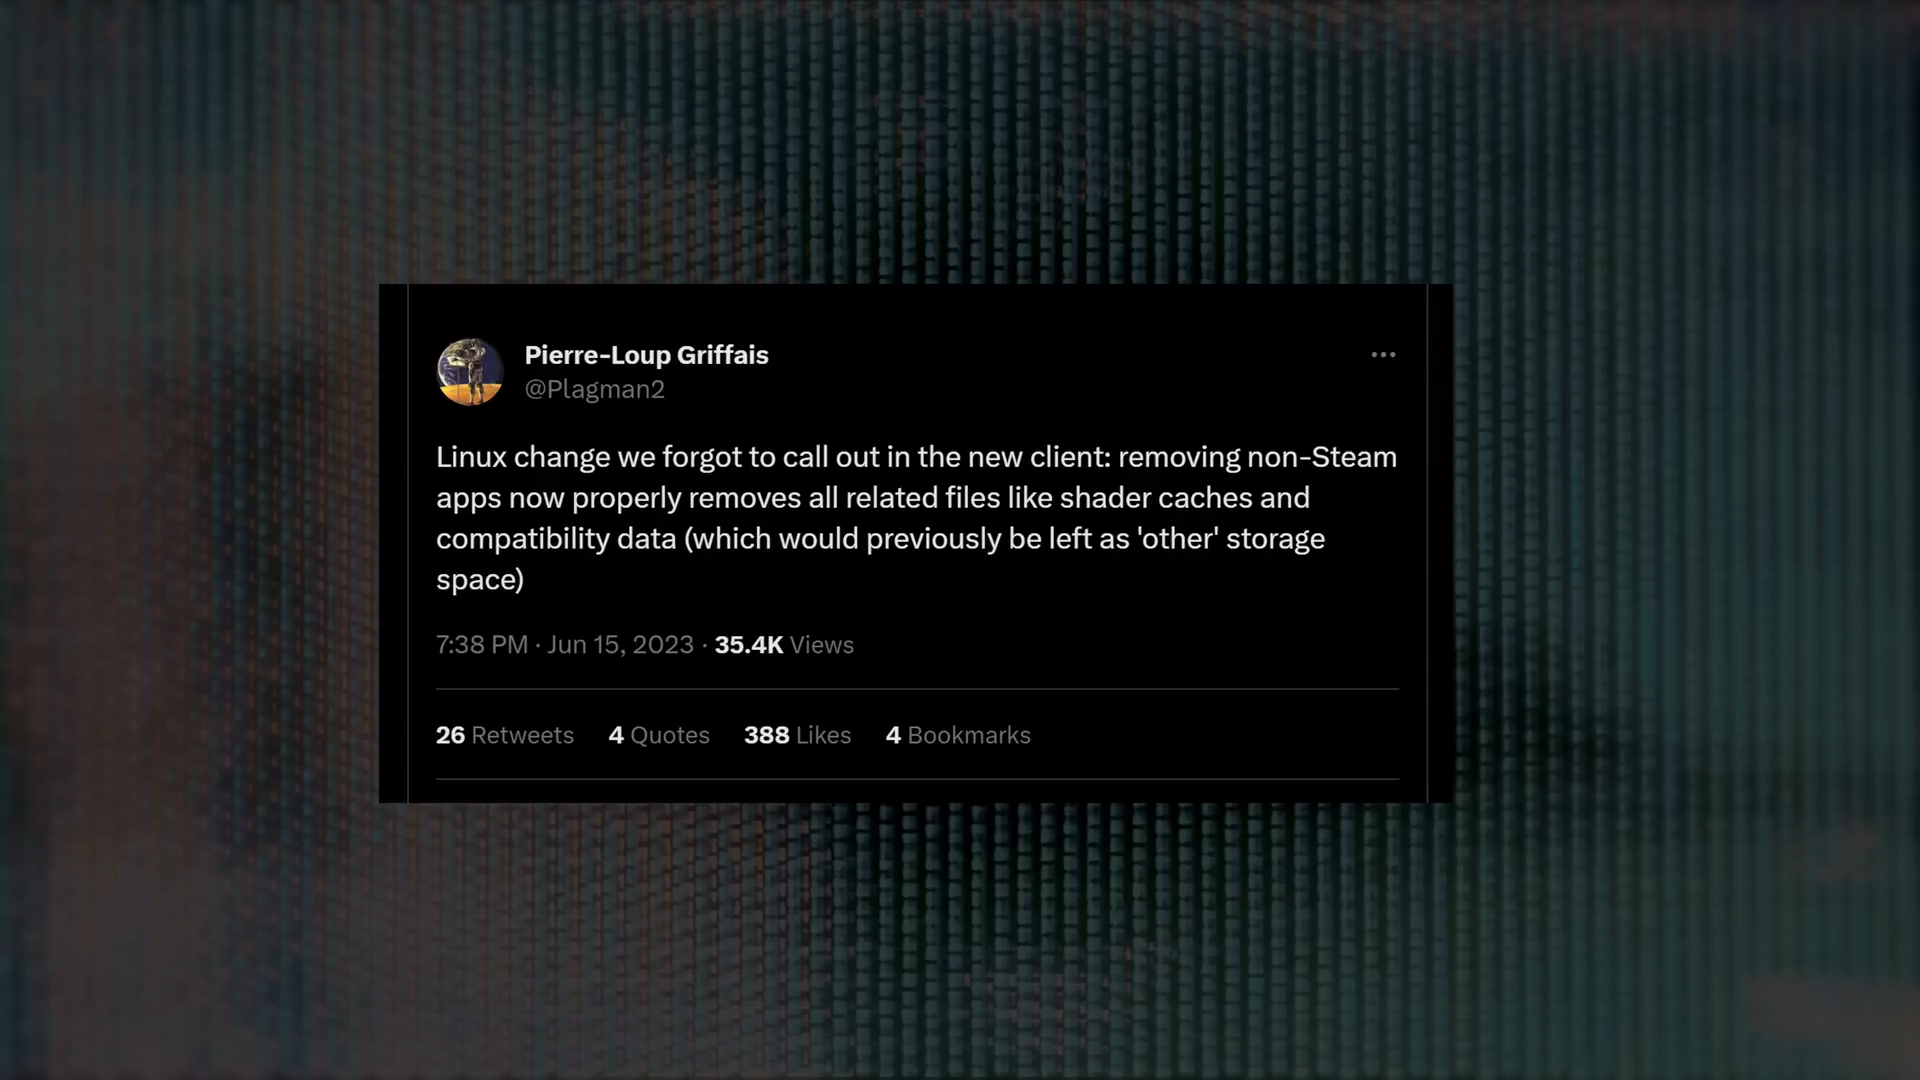 Pierre-Loup Griffais
@Plagman2
Linux change we forgot to call out in the new client: removing non-Steam
apps now properly removes all related files like shader caches and
compatibility data (which would previously be left as 'other' storage
space)
7:38 PM · Jun 15, 2023 · 35.4K Views
26 Retweets 4 Quotes 388 Likes 4 Bookmarks